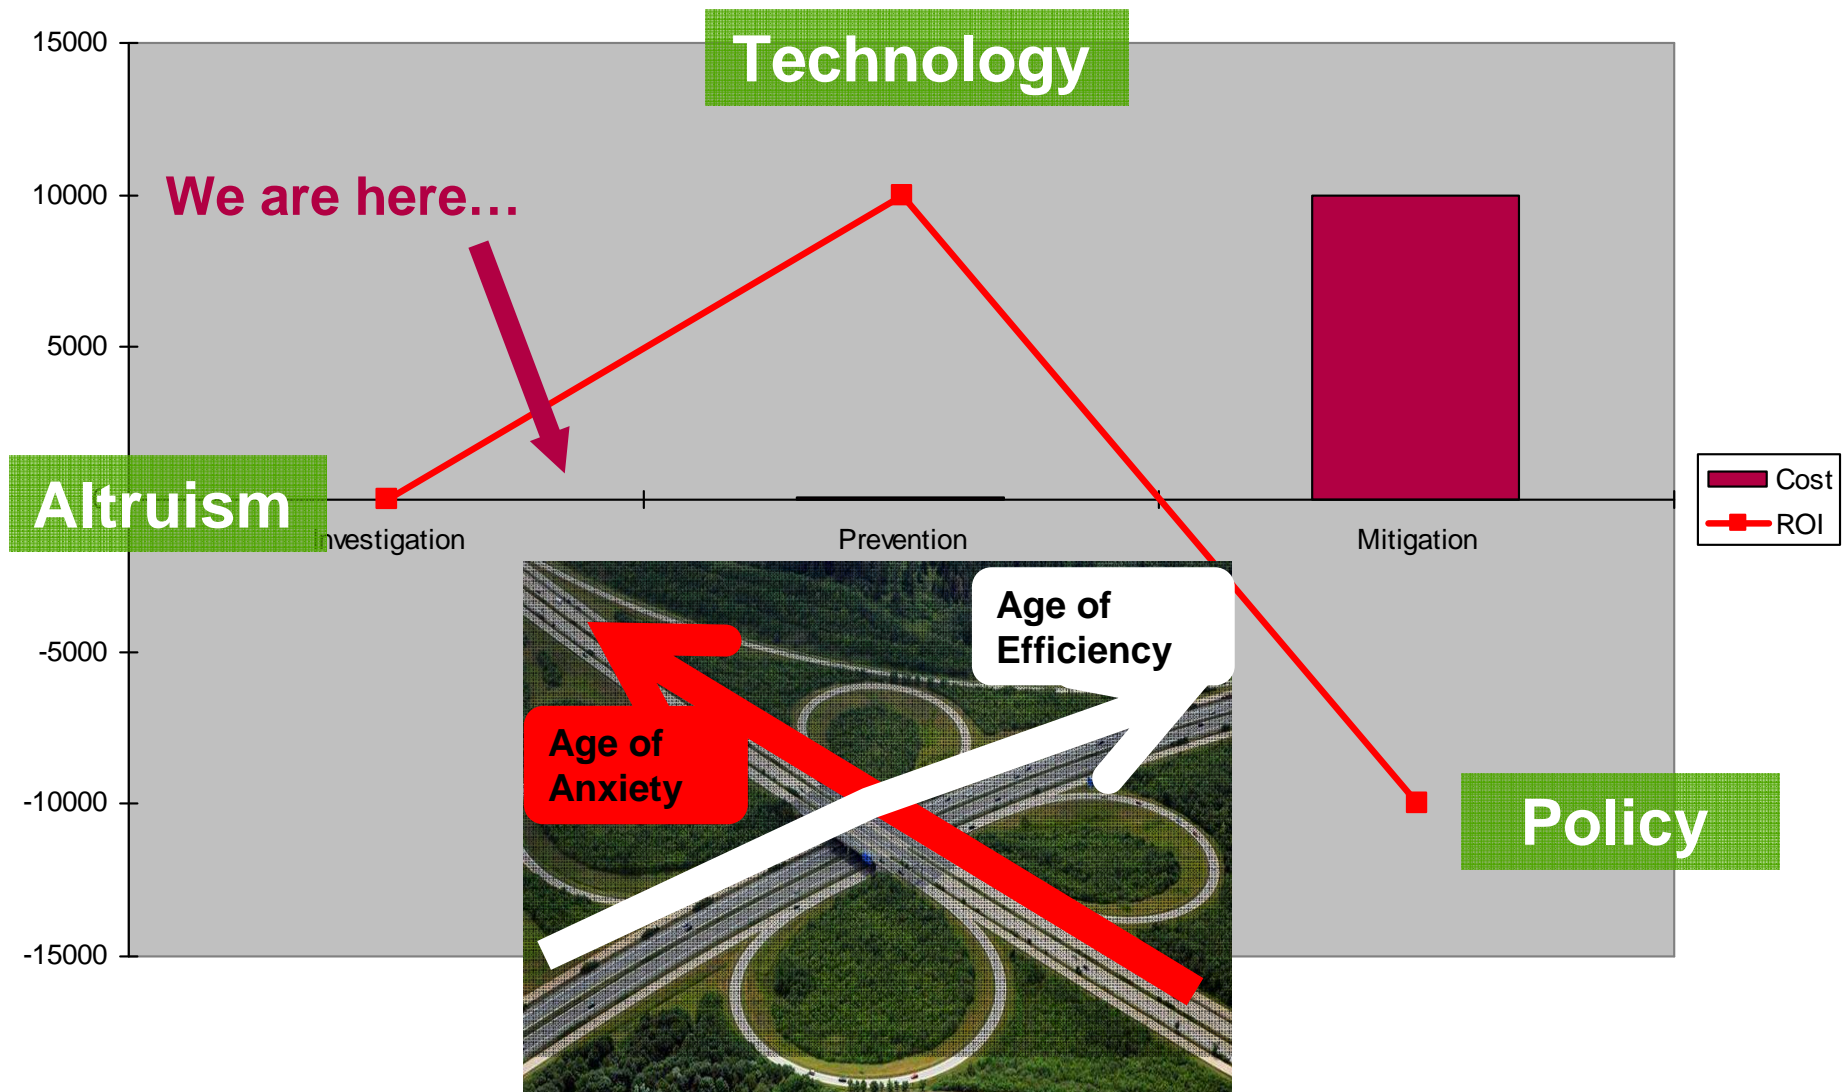 Technology
15000
10000
5000
-5000
-10000
-15000
We are here…
Altruism
Investigation
Prevention
Mitigation
Cost
ROI
Age of
Efficiency
Age of
Anxiety
Policy